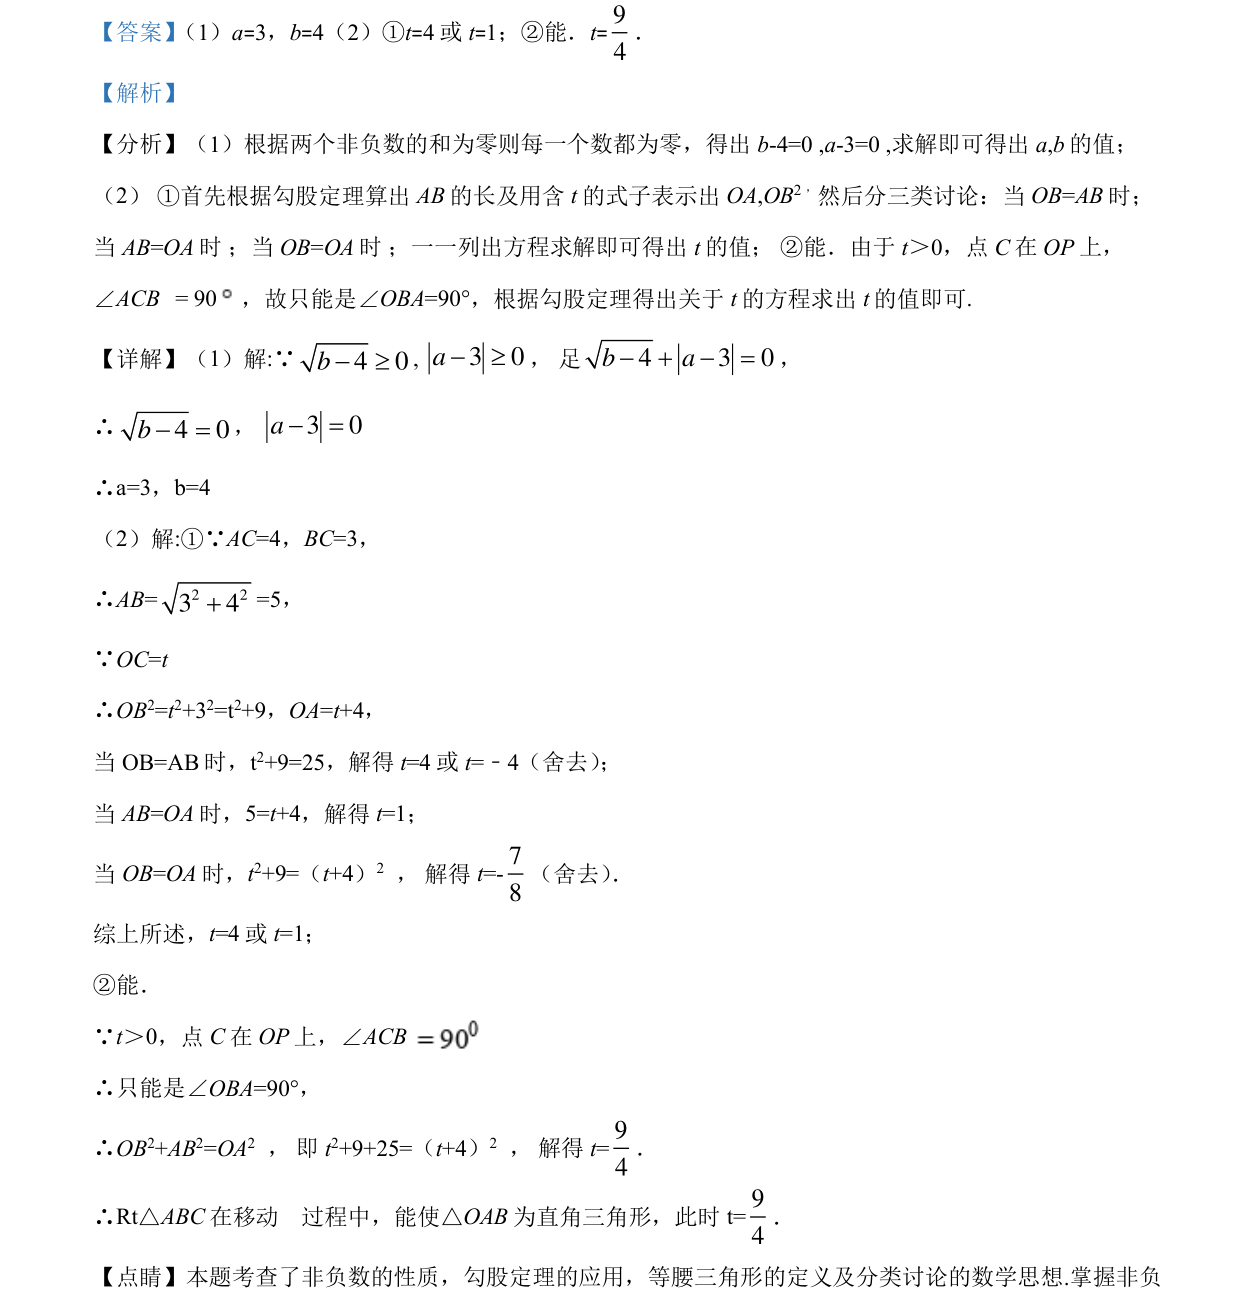 【答案】（1）a=3，b=4（2）①t=4 或 t=1；②能．t=9/4．
【解析】
【分析】（1）根据两个非负数的和为零则每一个数都为零，得出 b-4=0 ,a-3=0 ,求解即可得出 a,b 的值；
（2） ①首先根据勾股定理算出 AB 的长及用含 t 的式子表示出 OA,OB²，然后分三类讨论：当 OB=AB 时；
当 AB=OA 时 ；当 OB=OA 时 ；一一列出方程求解即可得出 t 的值； ②能．由于 t＞0，点 C 在 OP 上，
∠ACB = 90° ，故只能是∠OBA=90°，根据勾股定理得出关于 t 的方程求出 t 的值即可.
【详解】（1）解:∵ √(b−4) ≥ 0 , |a−3| ≥ 0 ， 足 √(b−4) + |a−3| = 0 ，
∴ √(b−4) = 0 ， |a−3| = 0
∴a=3，b=4
（2）解:①∵AC=4，BC=3，
∴AB= √(3²+4²) =5，
∵OC=t
∴OB²=t²+3²=t²+9，OA=t+4，
当 OB=AB 时，t²+9=25，解得 t=4 或 t=﹣4（舍去）；
当 AB=OA 时，5=t+4，解得 t=1；
当 OB=OA 时，t²+9=（t+4）² ， 解得 t=-7/8 （舍去）．
综上所述，t=4 或 t=1；
②能．
∵t＞0，点 C 在 OP 上，∠ACB = 90⁰
∴只能是∠OBA=90°，
∴OB²+AB²=OA² ， 即 t²+9+25=（t+4）² ， 解得 t=9/4．
∴Rt△ABC 在移动 过程中，能使△OAB 为直角三角形，此时 t=9/4．
【点睛】本题考查了非负数的性质，勾股定理的应用，等腰三角形的定义及分类讨论的数学思想.掌握非负